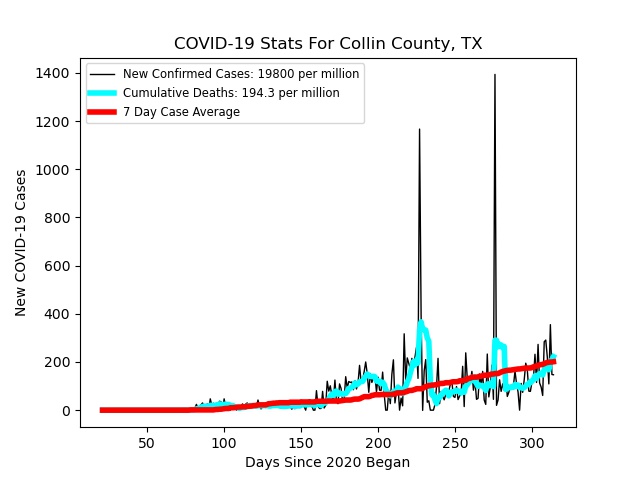 COVID-19 Stats For Collin County, TX
New Confirmed Cases: 19800 per million
Cumulative Deaths: 194.3 per million
7 Day Case Average
1400
1200
1000
800
600
400
200
0
New COVID-19 Cases
50 100 150 200 250 300
Days Since 2020 Began